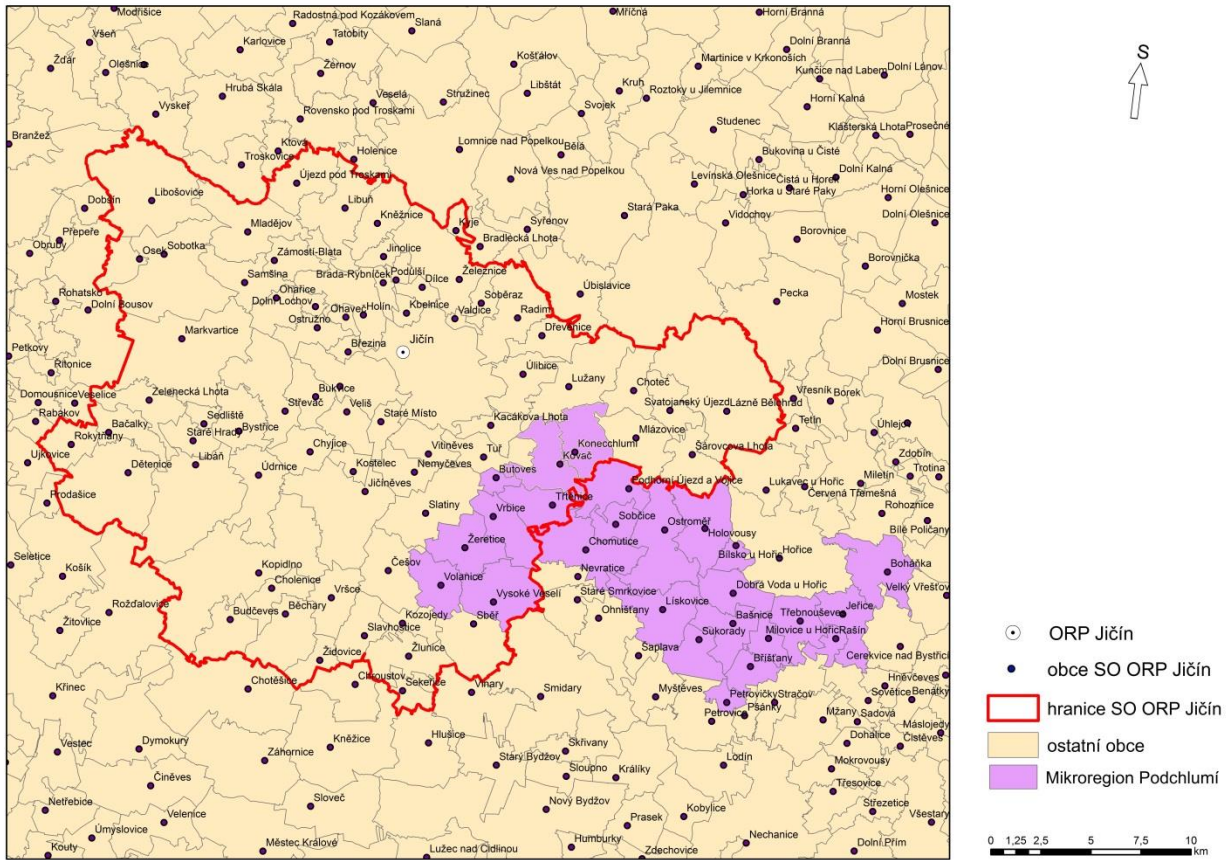 Modřišice
Radostná pod Kozákovem
Slaná
Mříčná
Horní Branná
Všeň
Karlovice
Tatobity
Košťálov
Dolní Branná
Žďár
Olešnice
Žernov
Martinice v Krkonoších
Kunčice nad Labem
Dolní Lánov
Hrubá Skála
Veselá
Stružinec
Libštát
Kruh
Roztoky u Jilemnice
Vyskeř
Rovensko pod Troskami
Svojek
Horní Kalná
Branžež
Studenec
Klášterská Lhota
Prosečné
Ktová
Holenice
Lomnice nad Popelkou
Bělá
Troskovice
Bukovina u Čisté
Újezd pod Troskami
Nová Ves nad Popelkou
Levínská Olešnice
Čistá u Horek
Dolní Kalná
Horka u Staré Paky
Horní Olešnice
Dobšín
Libošovice
Libuň
Kněžnice
Kyje
Syřenov
Stará Paka
Vidochov
Dolní Olešnice
Přepeře
Mladějov
Bradlecká Lhota
Borovnice
Obruby
Osek
Sobotka
Zámostí-Blata
Jinolice
Borovnička
Samšina
Brada-Rybníček
Podůlší
Dílce
Železnice
Úbislavice
Rohatsko
Ohařice
Dolní Bousov
Dolní Lochov
Ohaveč
Holín
Kbelnice
Valdice
Soběraz
Radim
Pecka
Mostek
Ostružno
Markvartice
Jičín
Dřevěnice
Horní Brusnice
Petkovy
Březina
Řitonice
Úlibice
Dolní Brusnice
Domousnice
Veselice
Zelenecká Lhota
Bukvice
Lužany
Choteč
Vřesník
Borek
Rabakov
Sedliště
Střevač
Veliš
Staré Místo
Kacákova Lhota
Svatojanský Újezd
Lázně Bělohrad
Tetín
Úhlejov
Rokytňany
Bačalky
Staré Hrady
Bystřice
Chyjice
Vitiněves
Konecchlumí
Mlázovice
Ujkovice
Dětenice
Libáň
Údrnice
Kostelec
Nemyčeves
Tuř
Kovač
Šárovcova Lhota
Zdobín
Butoves
Miletín
Trotina
Prodašice
Jičíněves
Podhorní Újezd a Vojice
Lukavec u Hořic
Červená Třemešná
Slatiny
Vrbice
Třtěnice
Rohoznice
Sobčice
Ostroměř
Holovousy
Bílé Poličany
Žeretice
Chomutice
Bílsko u Hořic
Hořice
Seletice
Košík
Kopidlno
Češov
Nevratice
Boháňka
Cholenice
Volanice
Dobrá Voda u Hořic
Velký Vřešťov
Rožďalovice
Vršce
Vysoké Veselí
Staré Smrkovice
Budčeves
Běchary
Ohnišťany
Lískovice
Třebnouševes
Jeřice
Žitovlice
Slavhostice
Kozojedy
Sběř
Bašnice
Sukorady
Milovice u Hořic
Rašín
Židovice
Žlunice
Šaplava
Cerekvice nad Bystřicí
Bříšťany
Křinec
Chotěšice
Chroustov
Sekeřice
Vinary
Smidary
Myštěves
Petrovičky
Stračov
Hněvčeves
Sovětice
Benátky
Petrovice
Pšánky
Mžany
Sadová
Máslojedy
Vestec
Dymokury
Kněžice
Hlušice
Dohalice
Čistěves
Záhornice
Starý Bydžov
Skřivany
Lodín
Mokrovousy
Činěves
Sloupno
Králíky
Třesovice
Netřebice
Sloveč
Nový Bydžov
Kobylice
Střezetice
Velenice
Prasek
Všestary
Úmyslovice
Humburky
Nechanice
Kouty
Městec Králové
Lužec nad Cidlinou
Zdechovice
Dolní Přím
S
ORP Jičín
obce SO ORP Jičín
hranice SO ORP Jičín
ostatní obce
Mikroregion Podchlumí
0 1,25 2,5 5 7,5 10
km